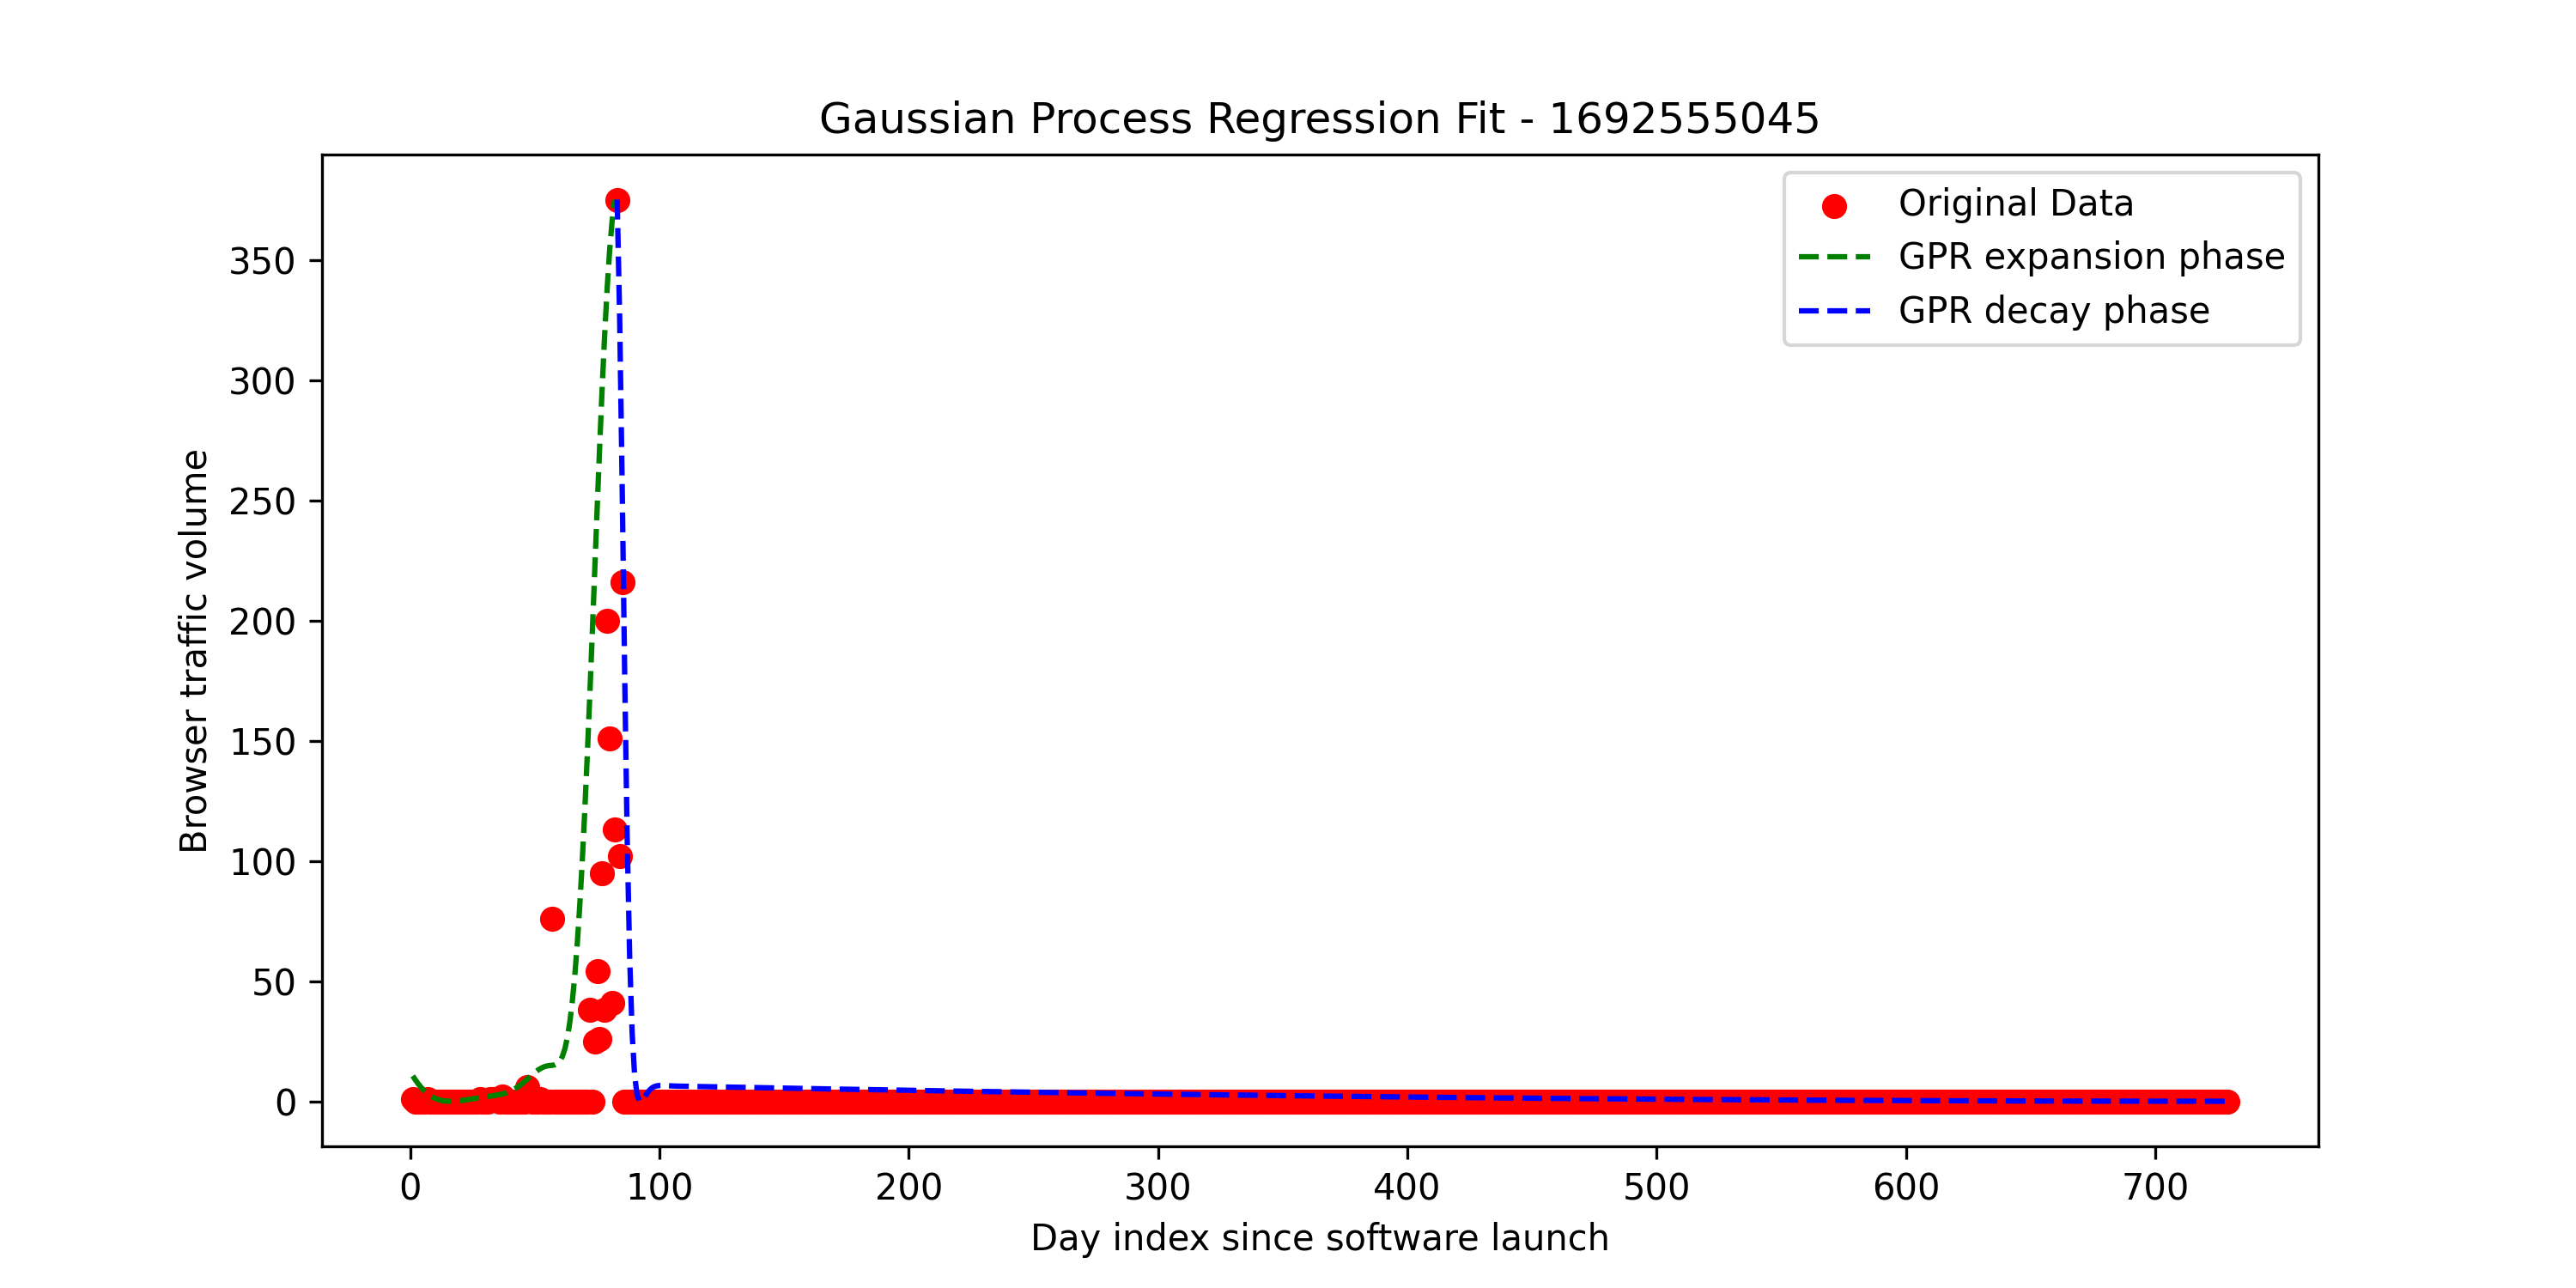 Gaussian Process Regression Fit - 1692555045
Original Data
GPR expansion phase
GPR decay phase
Browser traffic volume
350
300
250
200
150
100
50
0
0 100 200 300 400 500 600 700
Day index since software launch